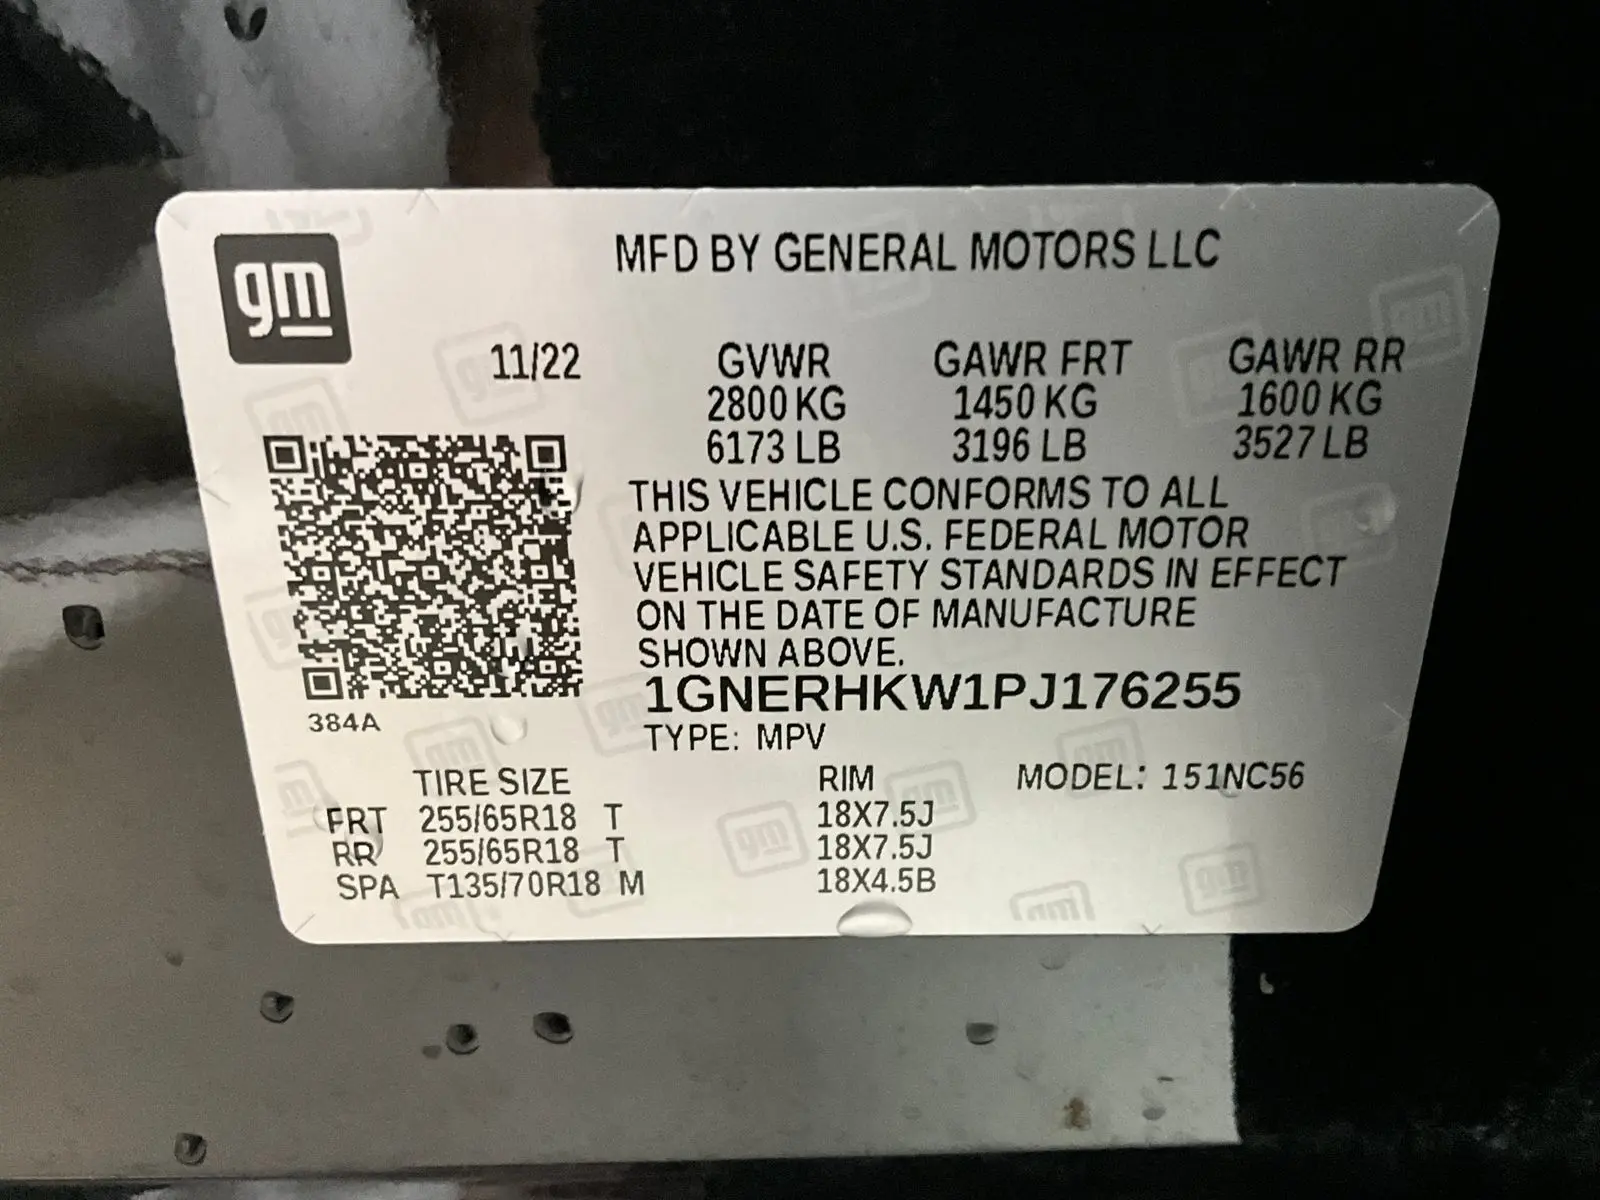 gm
MFD BY GENERAL MOTORS LLC
11/22 GVWR GAWR FRT GAWR RR
2800 KG 1450 KG 1600 KG
6173 LB 3196 LB 3527 LB
THIS VEHICLE CONFORMS TO ALL
APPLICABLE U.S. FEDERAL MOTOR
VEHICLE SAFETY STANDARDS IN EFFECT
ON THE DATE OF MANUFACTURE
SHOWN ABOVE.
1GNERHKW1PJ176255
384A
TYPE: MPV
TIRE SIZE RIM MODEL: 151NC56
FRT 255/65R18 T 18X7.5J
RR 255/65R18 T 18X7.5J
SPA T135/70R18 M 18X4.5B